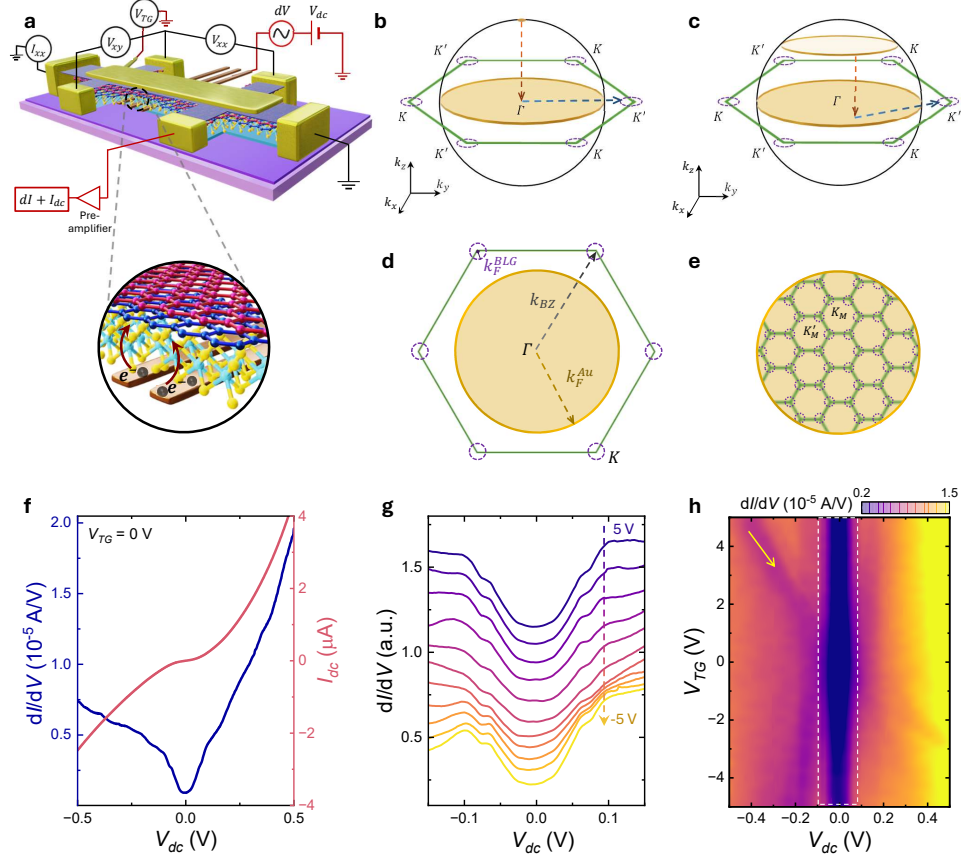 a
V_TG
dV
V_dc
I_xx
V_xy
V_xx
dI + I_dc
Pre-
amplifier
e⁻
e⁻
b
K'
K
K
Γ
K'
K'
K
k_z
k_y
k_x
c
K'
K
K
Γ
K'
K'
K
k_z
k_y
k_x
d
k_F^BLG
k_BZ
Γ
k_F^Au
K
e
K_M
K'_M
f
V_TG = 0 V
2.0
1.5
1.0
0.5
dI/dV (10⁻⁵ A/V)
4
2
0
−2
−4
I_dc (µA)
−0.5
0.0
0.5
V_dc (V)
g
5 V
-5 V
1.5
1.0
0.5
dI/dV (a.u.)
−0.1
0.0
0.1
V_dc (V)
h
0.2
1.5
dI/dV (10⁻⁵ A/V)
4
2
0
−2
−4
V_TG (V)
−0.4
−0.2
0.0
0.2
0.4
V_dc (V)